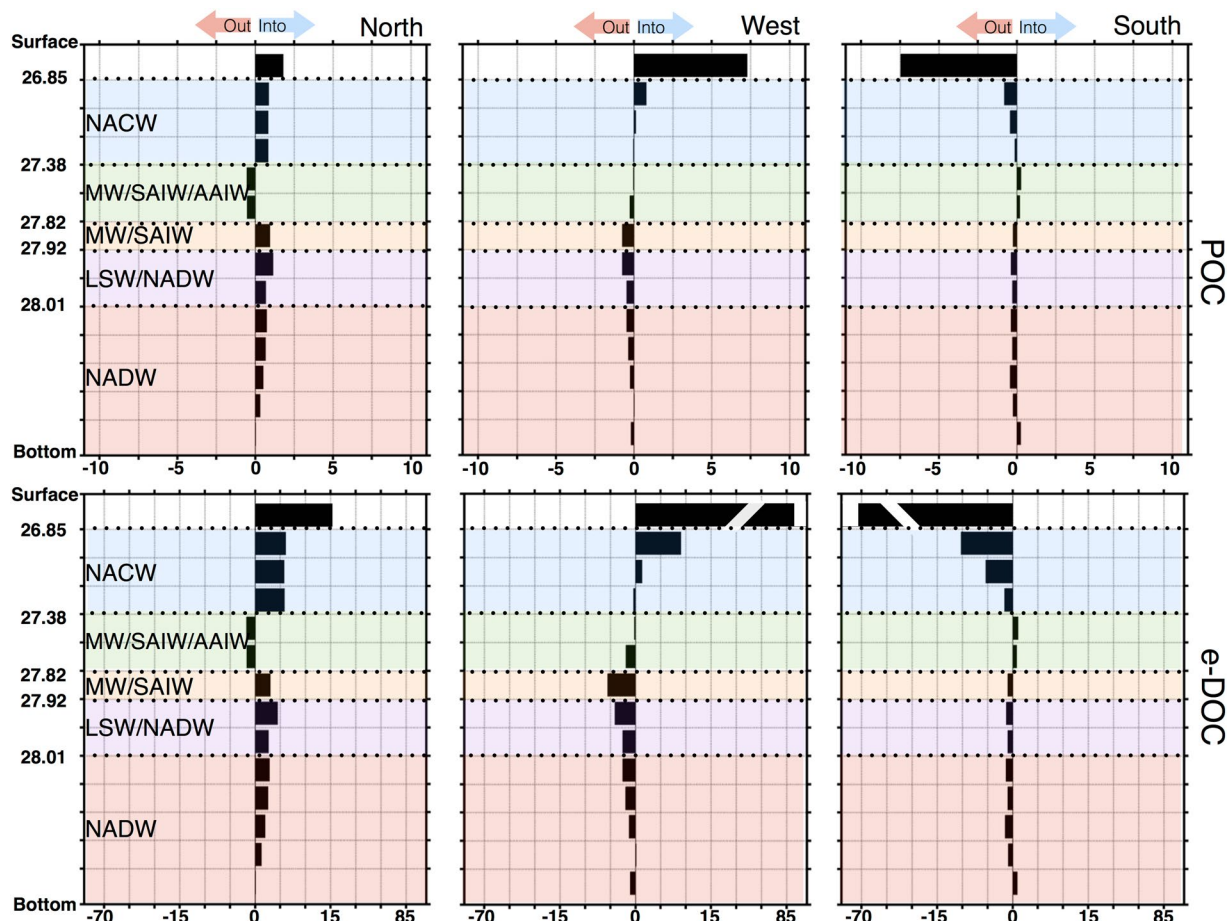 Out Into North
Out Into West
Out Into South
Surface
26.85
NACW
27.38
MW/SAIW/AAIW
27.82
MW/SAIW
27.92
LSW/NADW
28.01
NADW
Bottom
-10 -5 0 5 10
-10 -5 0 5 10
-10 -5 0 5 10
POC
Surface
26.85
NACW
27.38
MW/SAIW/AAIW
27.82
MW/SAIW
27.92
LSW/NADW
28.01
NADW
Bottom
-70 -15 0 15 85
-70 -15 0 15 85
-70 -15 0 15 85
e-DOC